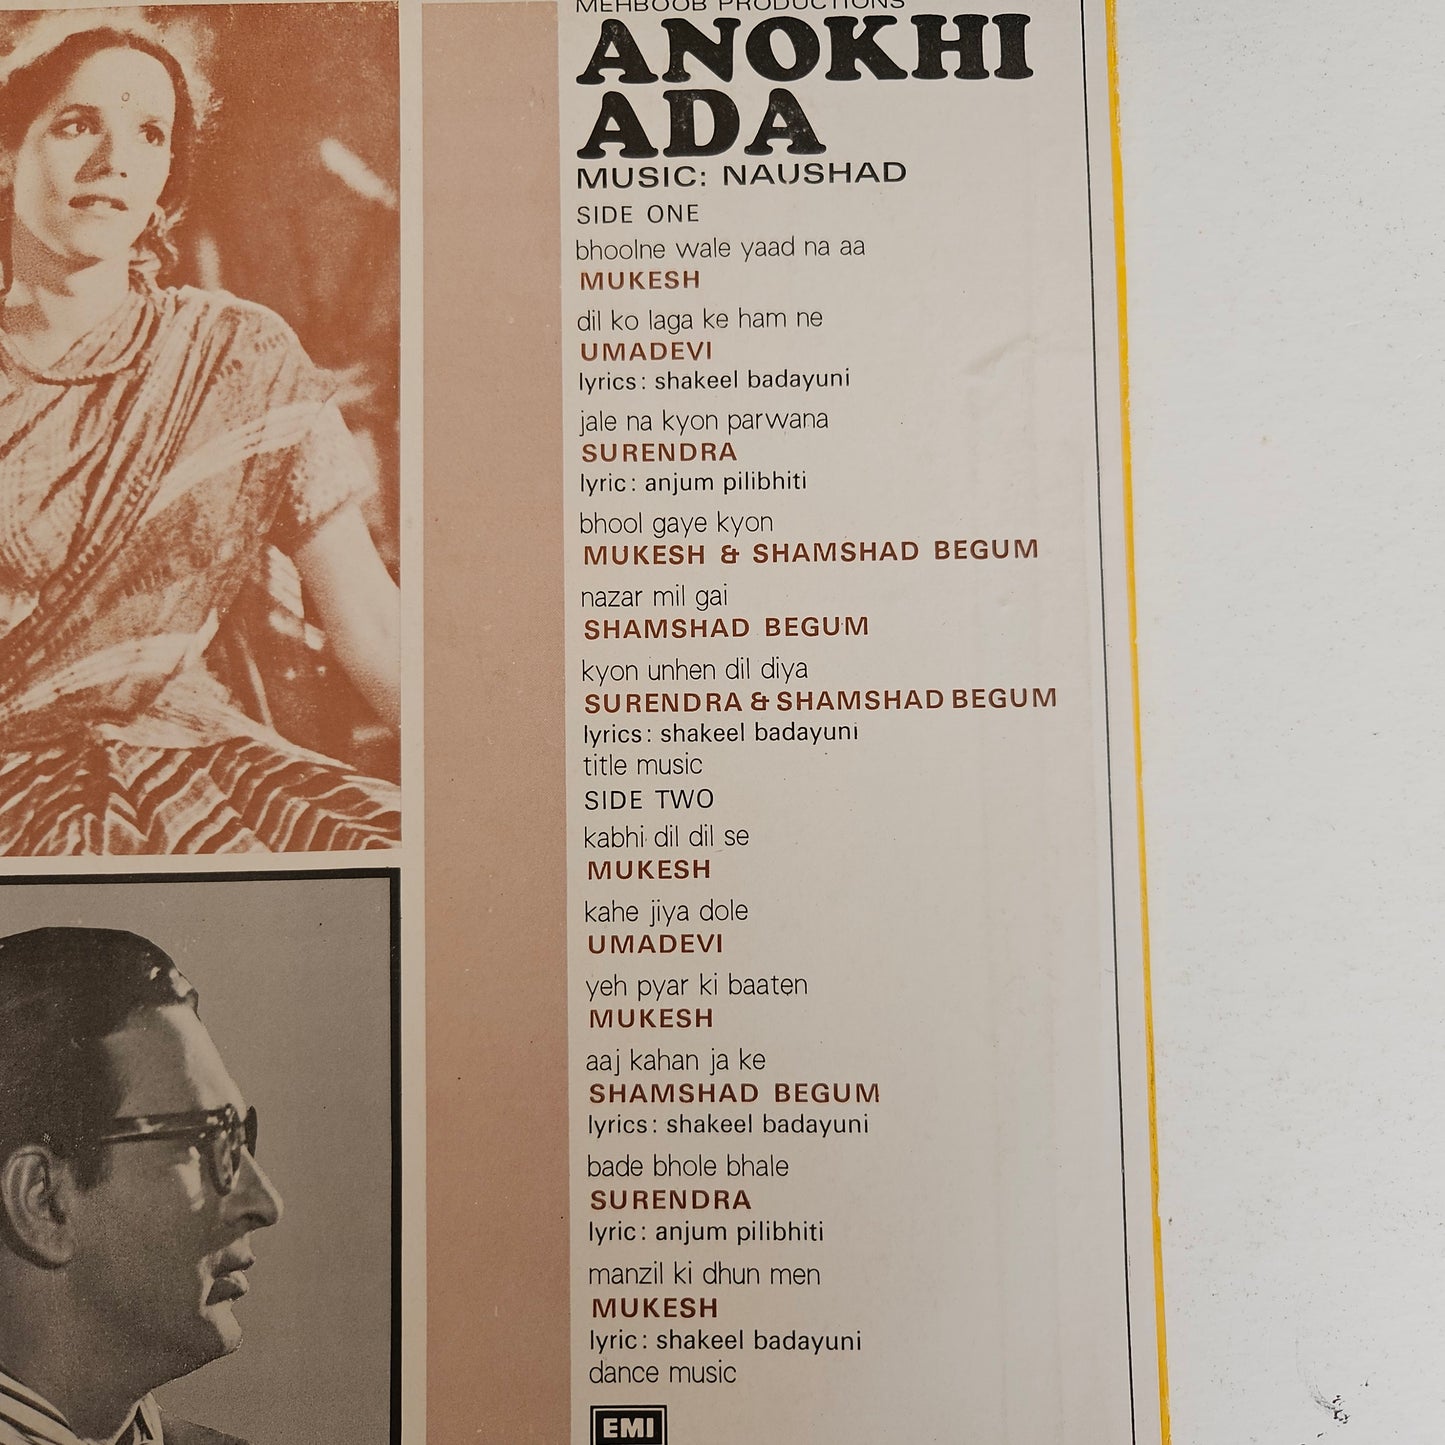 MEHBOOB PRODUCTIONS
ANOKHI
ADA
MUSIC: NAUSHAD
SIDE ONE
bhoolne wale yaad na aa
MUKESH
dil ko laga ke ham ne
UMADEVI
lyrics: shakeel badayuni
jale na kyon parwana
SURENDRA
lyric: anjum pilibhiti
bhool gaye kyon
MUKESH & SHAMSHAD BEGUM
nazar mil gai
SHAMSHAD BEGUM
kyon unhen dil diya
SURENDRA & SHAMSHAD BEGUM
lyrics: shakeel badayuni
title music
SIDE TWO
kabhi dil dil se
MUKESH
kahe jiya dole
UMADEVI
yeh pyar ki baaten
MUKESH
aaj kahan ja ke
SHAMSHAD BEGUM
lyrics: shakeel badayuni
bade bhole bhale
SURENDRA
lyric: anjum pilibhiti
manzil ki dhun men
MUKESH
lyric: shakeel badayuni
dance music
EMI